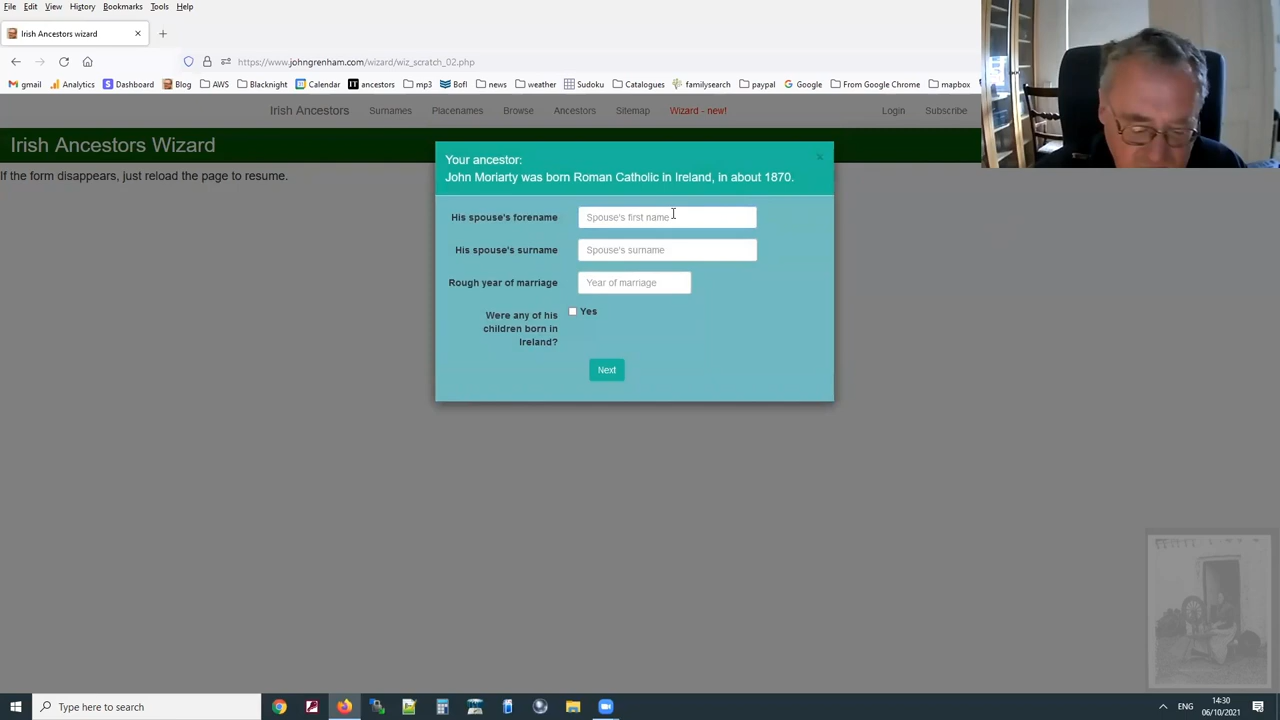 File Edit View History Bookmarks Tools Help
Irish Ancestors wizard
https://www.johngrenham.com/wizard/wiz_scratch_02.php
gmail Analytics Dashboard Blog AWS Blacknight Calendar ancestors mp3 Bofi news weather Sudoku Catalogues familysearch paypal Google From Google Chrome mapbox
Irish Ancestors Surnames Placenames Browse Ancestors Sitemap Wizard - new! Login Subscribe
Irish Ancestors Wizard
If the form disappears, just reload the page to resume.
Your ancestor:
John Moriarty was born Roman Catholic in Ireland, in about 1870.
His spouse's forename Spouse's first name
His spouse's surname Spouse's surname
Rough year of marriage Year of marriage
Were any of his Yes
children born in
Ireland?
Next
Type here to search
ENG
14:30
06/10/2021